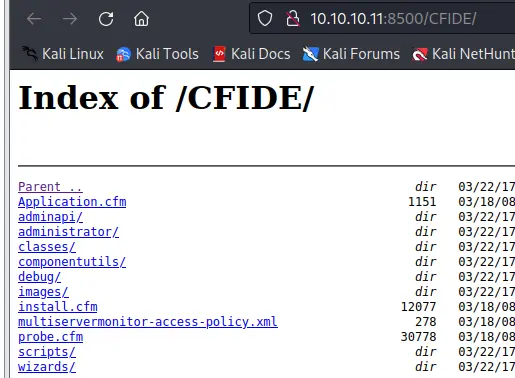 10.10.10.11:8500/CFIDE/
Kali Linux Kali Tools Kali Docs Kali Forums Kali NetHunt
Index of /CFIDE/
Parent .. dir 03/22/17
Application.cfm 1151 03/18/08
adminapi/ dir 03/22/17
administrator/ dir 03/22/17
classes/ dir 03/22/17
componentutils/ dir 03/22/17
debug/ dir 03/22/17
images/ dir 03/22/17
install.cfm 12077 03/18/08
multiservermonitor-access-policy.xml 278 03/18/08
probe.cfm 30778 03/18/08
scripts/ dir 03/22/17
wizards/ dir 03/22/17